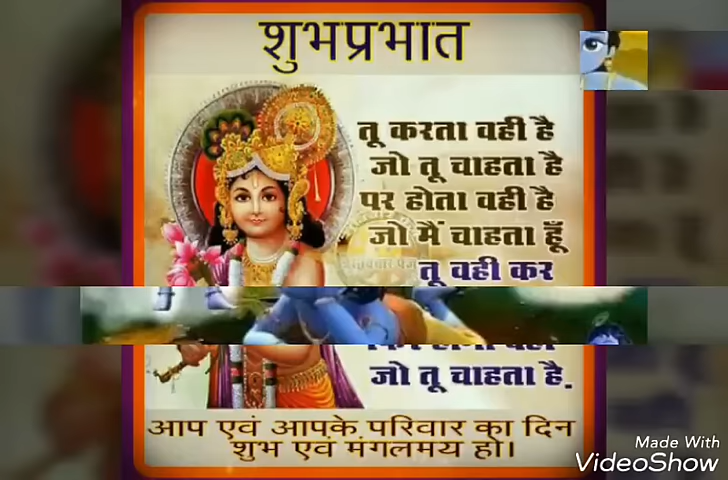 शुभप्रभात
तू करता वही है
जो तू चाहता है
पर होता वही है
जो मैं चाहता हूँ
तू वही कर
जो तू चाहता है.
आप एवं आपके परिवार का दिन
शुभ एवं मंगलमय हो।
Made With
VideoShow